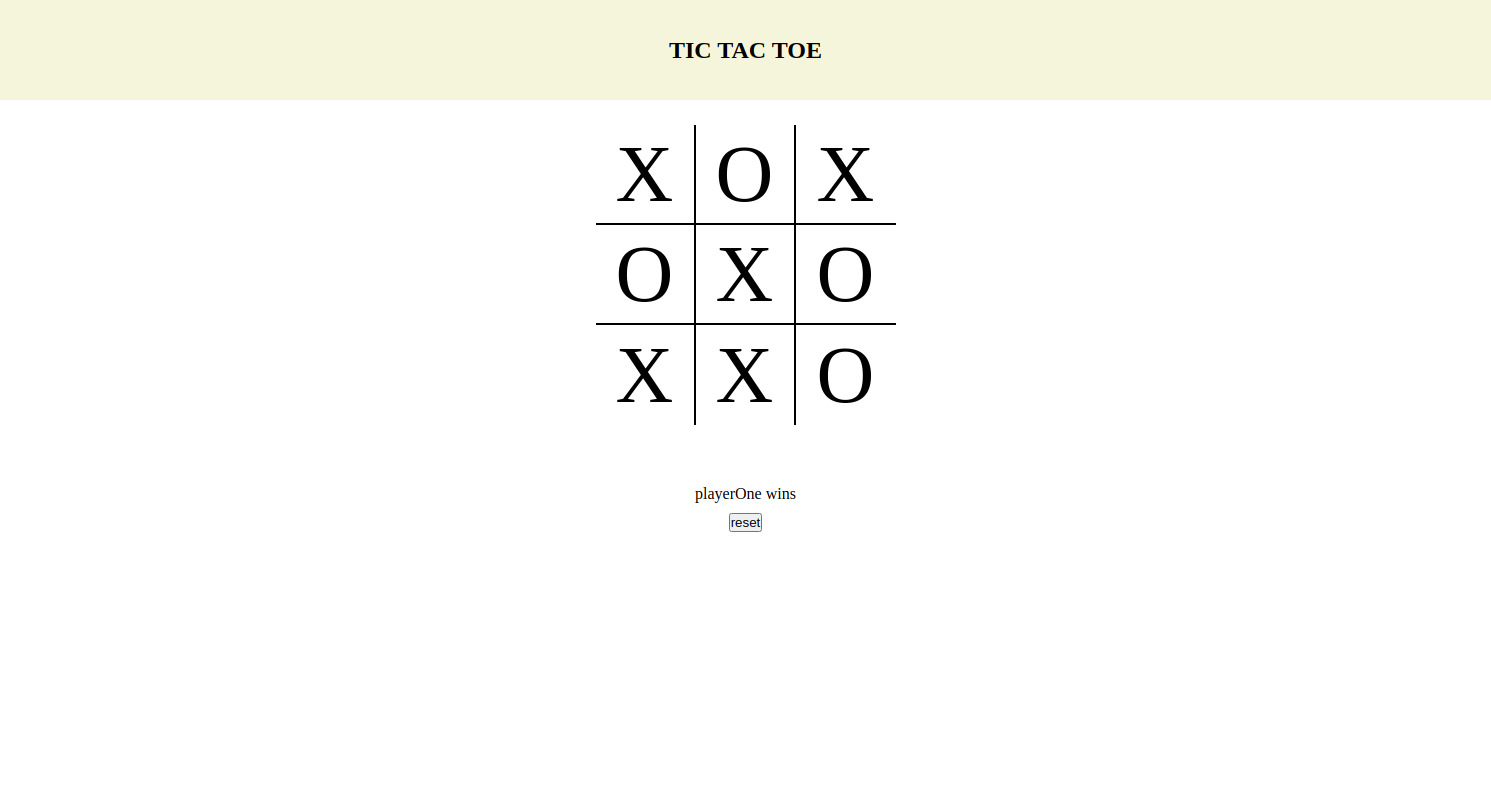 TIC TAC TOE
X O X
O X O
X X O
playerOne wins
reset